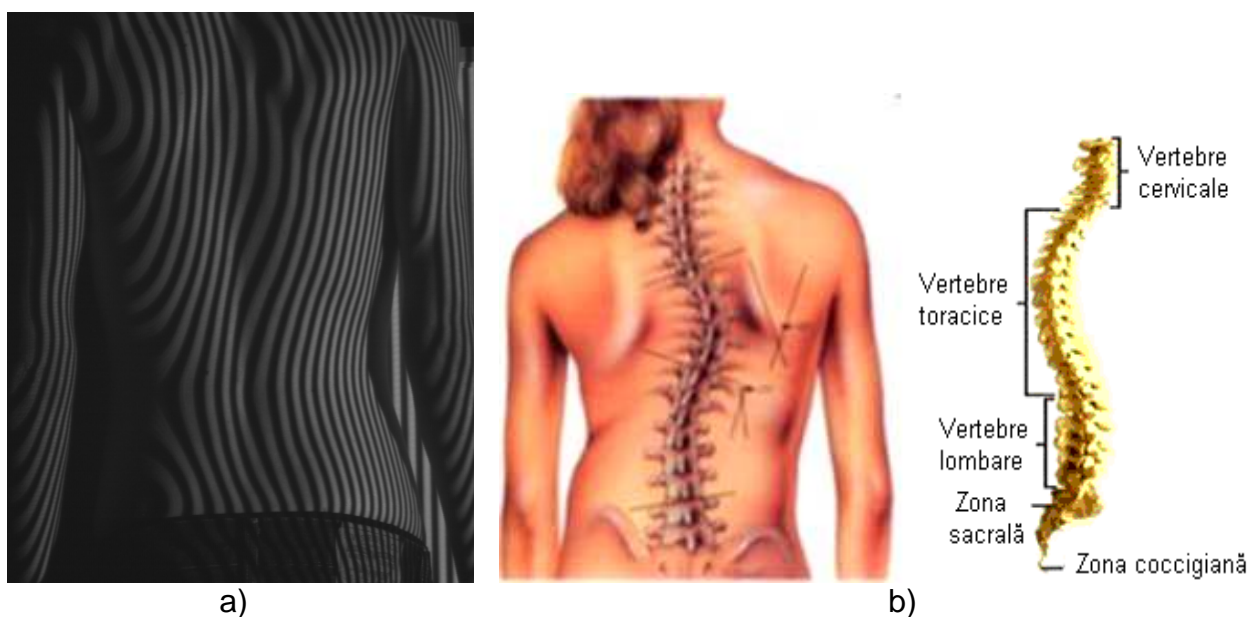 Vertebre
cervicale
Vertebre
toracice
Vertebre
lombare
Zona
sacrală
Zona coccigiană
a)
b)